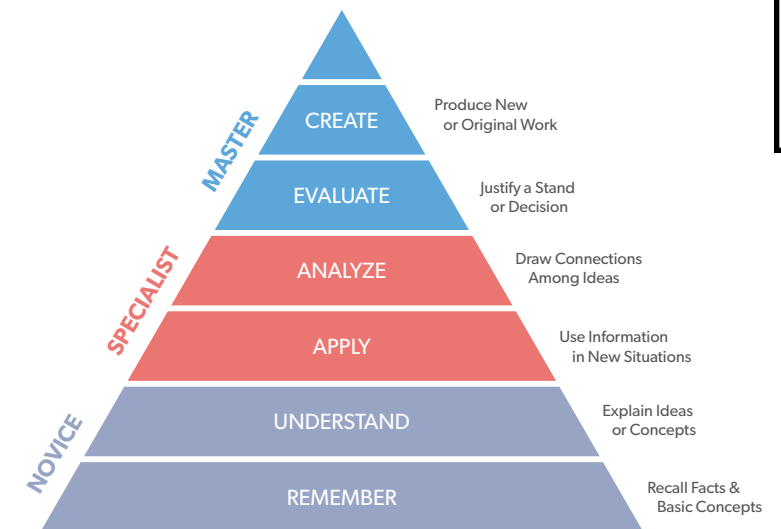 MASTER
CREATE
Produce New
or Original Work
EVALUATE
Justify a Stand
or Decision
SPECIALIST
ANALYZE
Draw Connections
Among Ideas
APPLY
Use Information
in New Situations
NOVICE
UNDERSTAND
Explain Ideas
or Concepts
REMEMBER
Recall Facts &
Basic Concepts